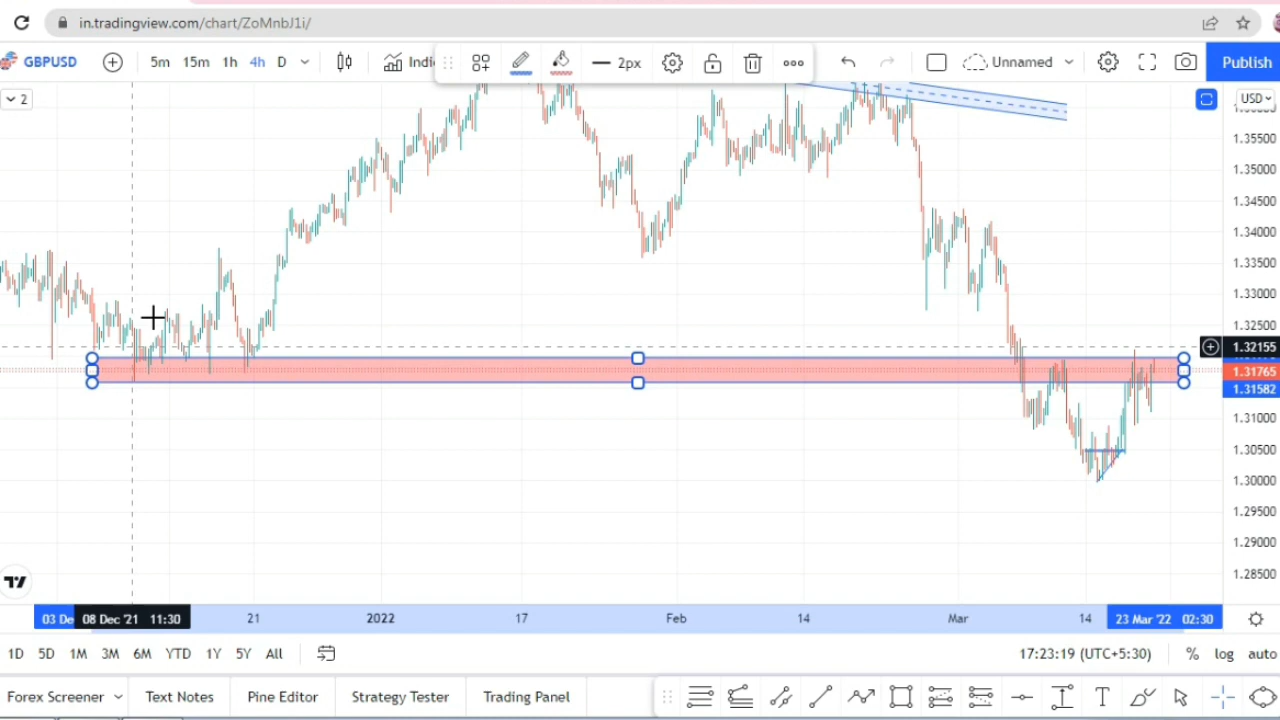 in.tradingview.com/chart/ZoMnbJ1i/
GBPUSD 5m 15m 1h 4h D Indi 2px Unnamed Publish
2 USD
1.35500
1.35000
1.34500
1.34000
1.33500
1.33000
1.32500
1.32155
1.31765
1.31582
1.31000
1.30500
1.30000
1.29500
1.29000
1.28500
03 De 08 Dec '21 11:30 21 2022 17 Feb 14 Mar 14 23 Mar '22 02:30
1D 5D 1M 3M 6M YTD 1Y 5Y All 17:23:19 (UTC+5:30) % log auto
Forex Screener Text Notes Pine Editor Strategy Tester Trading Panel